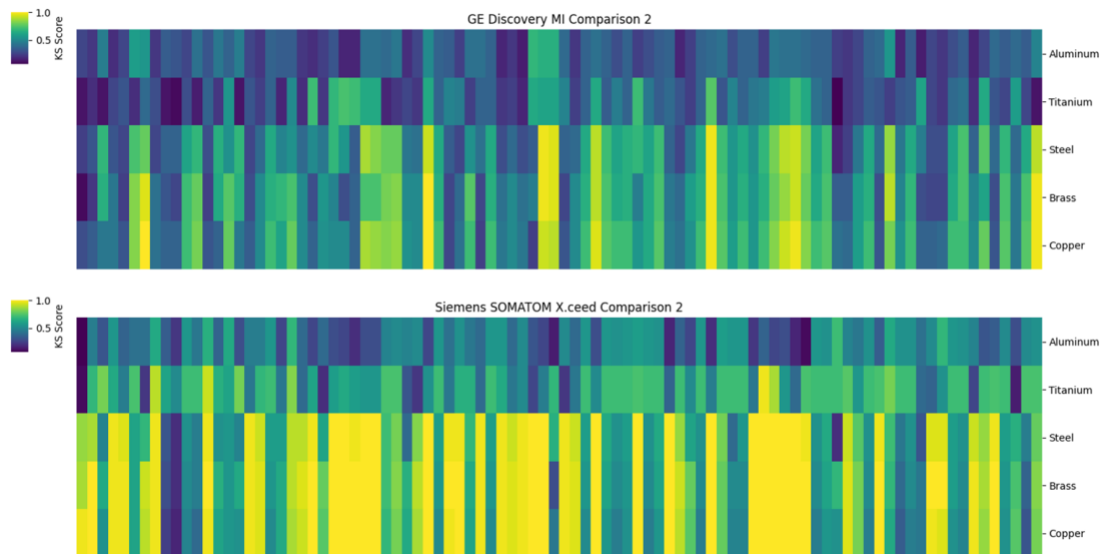 GE Discovery MI Comparison 2
1.0
0.5
KS Score
Aluminum
Titanium
Steel
Brass
Copper
Siemens SOMATOM X.ceed Comparison 2
1.0
0.5
KS Score
Aluminum
Titanium
Steel
Brass
Copper